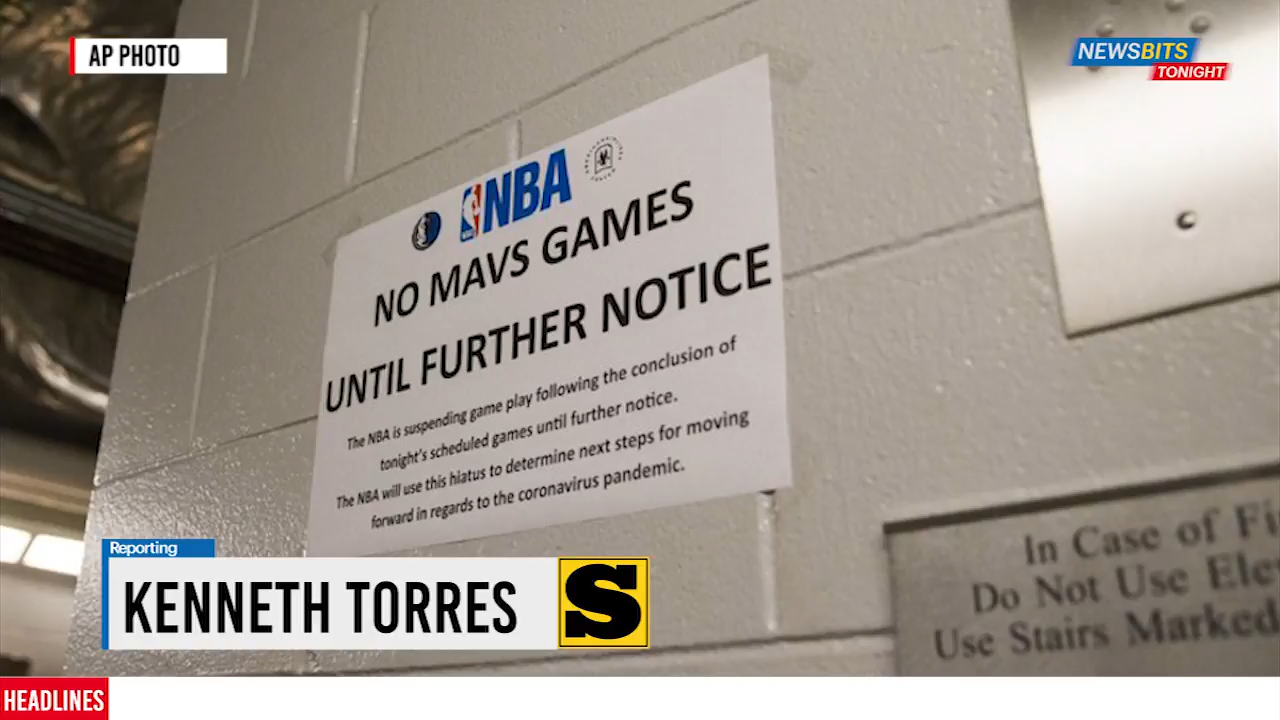 AP PHOTO
NEWSBITS
TONIGHT
NBA
NO MAVS GAMES
UNTIL FURTHER NOTICE
The NBA is suspending game play following the conclusion of
tonight's scheduled games until further notice.
The NBA will use this hiatus to determine next steps for moving
forward in regards to the coronavirus pandemic.
In Case of Fi
Do Not Use Ele
Use Stairs Marked
Reporting
KENNETH TORRES
S
HEADLINES